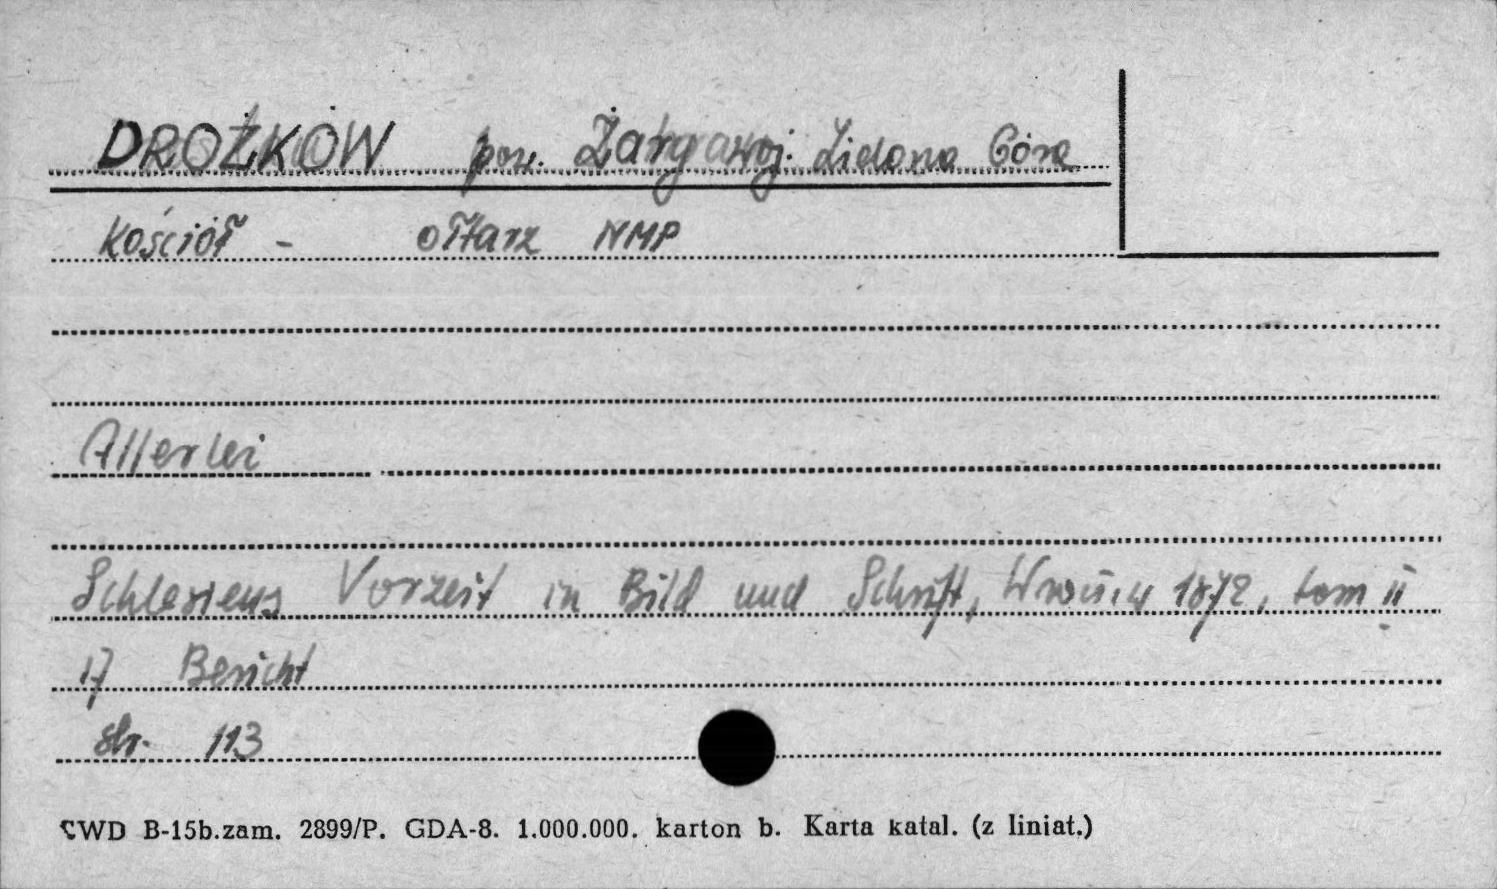 DROŻKÓW pow. Żary woj. Zielona Góra
Kościół - ołtarz NMP
Allerlei
Schlesiens Vorzeit in Bild und Schrift, 1872, tom II
17 Bericht
str. 113
CWD B-15b.zam. 2899/P. GDA-8. 1.000.000. karton b. Karta katal. (z liniat.)